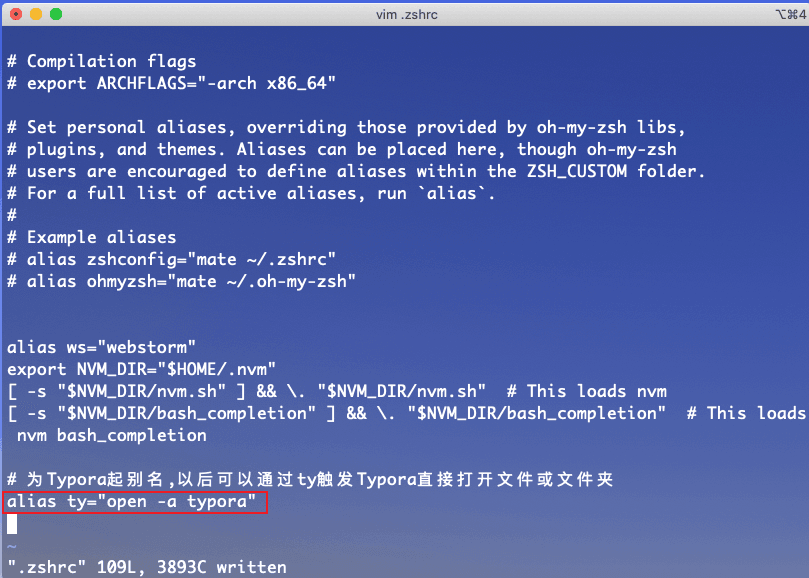 vim .zshrc
⌥⌘4
# Compilation flags
# export ARCHFLAGS="-arch x86_64"
# Set personal aliases, overriding those provided by oh-my-zsh libs,
# plugins, and themes. Aliases can be placed here, though oh-my-zsh
# users are encouraged to define aliases within the ZSH_CUSTOM folder.
# For a full list of active aliases, run `alias`.
#
# Example aliases
# alias zshconfig="mate ~/.zshrc"
# alias ohmyzsh="mate ~/.oh-my-zsh"
alias ws="webstorm"
export NVM_DIR="$HOME/.nvm"
[ -s "$NVM_DIR/nvm.sh" ] && \. "$NVM_DIR/nvm.sh"  # This loads nvm
[ -s "$NVM_DIR/bash_completion" ] && \. "$NVM_DIR/bash_completion"  # This loads
 nvm bash_completion
# 为Typora起别名,以后可以通过ty触发Typora直接打开文件或文件夹
alias ty="open -a typora"
~
".zshrc" 109L, 3893C written